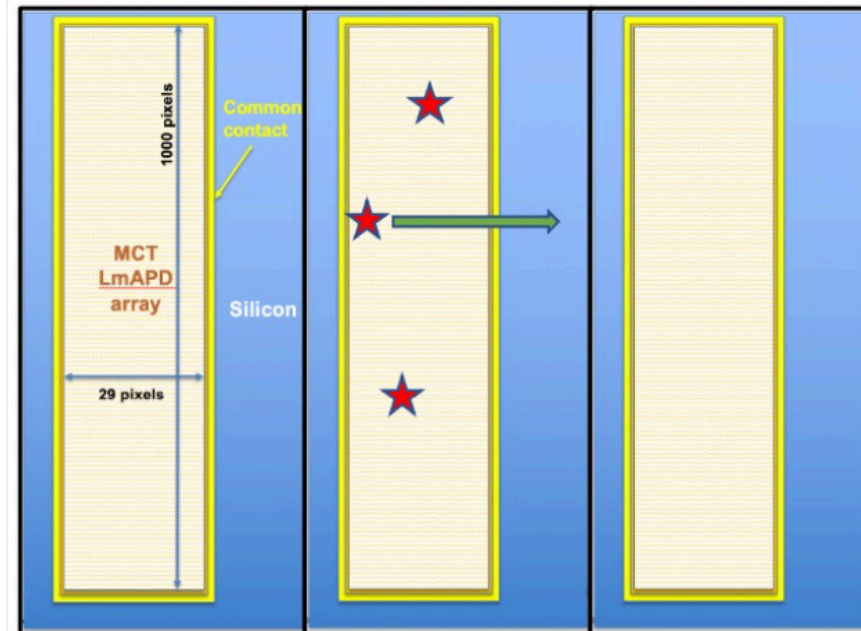 1000 pixels
Common
contact
MCT
LmAPD
array
Silicon
29 pixels